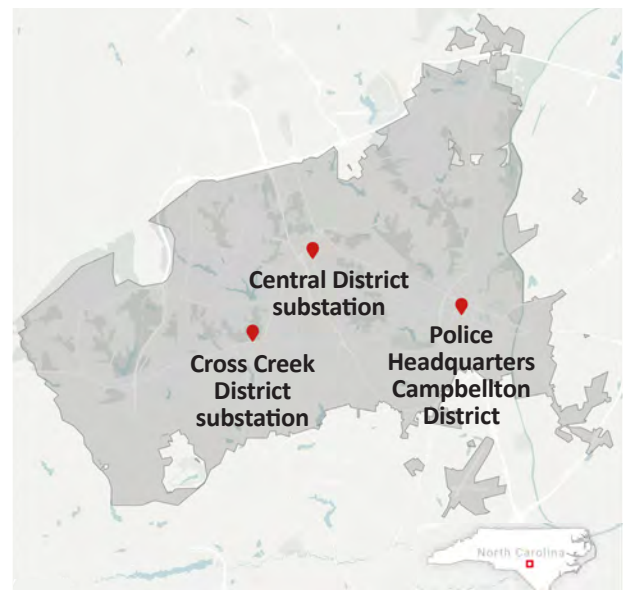 Central District
substation
Police
Headquarters
Campbellton
District
Cross Creek
District
substation
North Carolina